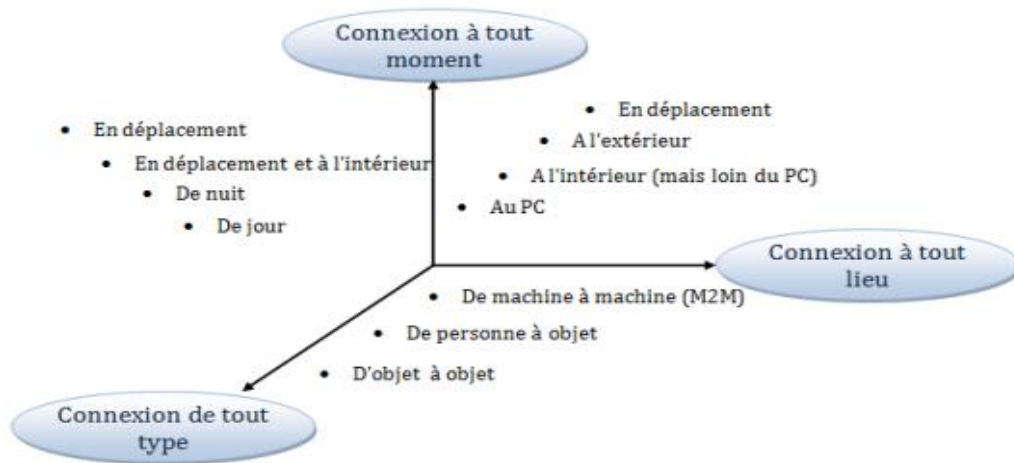 Connexion à tout
moment
En déplacement
En déplacement et à l'intérieur
De nuit
De jour
En déplacement
A l'extérieur
A l'intérieur (mais loin du PC)
Au PC
Connexion à tout
lieu
De machine à machine (M2M)
De personne à objet
D'objet à objet
Connexion de tout
type